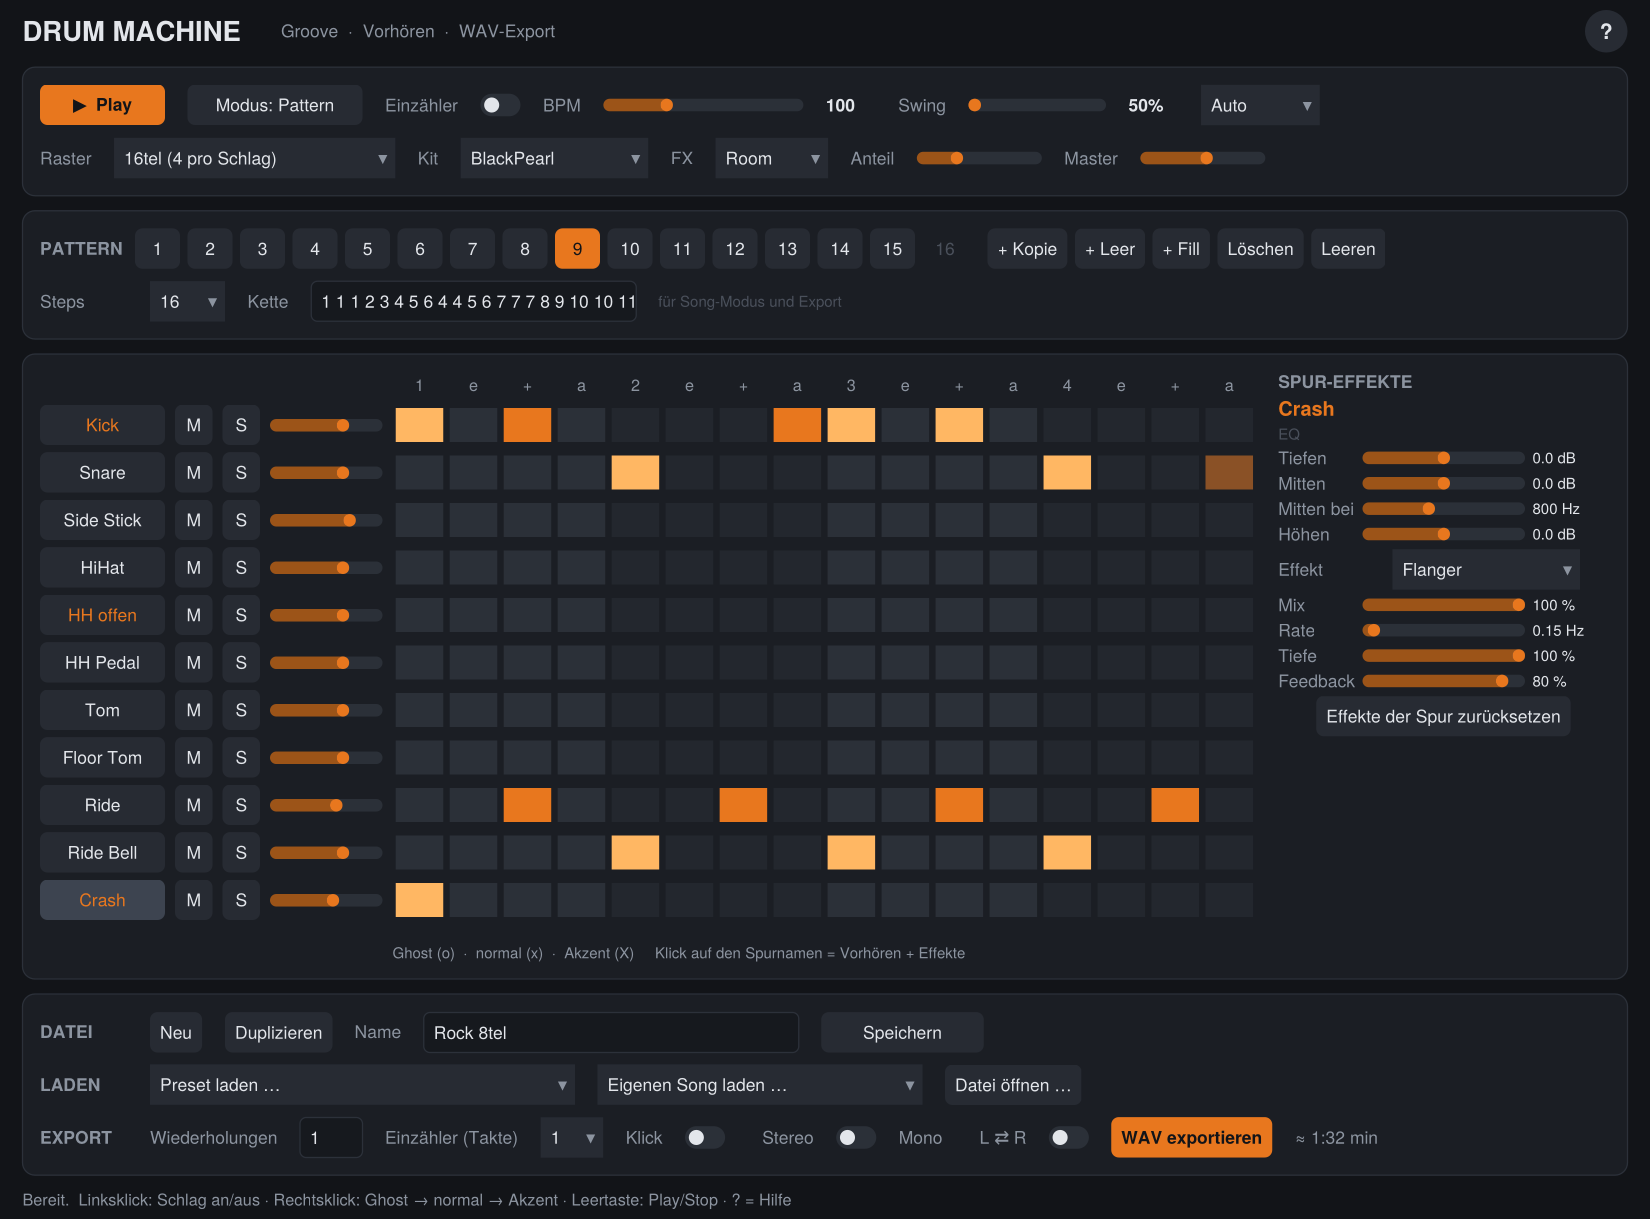 DRUM MACHINE Groove · Vorhören · WAV-Export ?
▶ Play Modus: Pattern Einzähler BPM 100 Swing 50% Auto ▼
Raster 16tel (4 pro Schlag) ▼ Kit BlackPearl ▼ FX Room ▼ Anteil Master
PATTERN 1 2 3 4 5 6 7 8 9 10 11 12 13 14 15 16 + Kopie + Leer + Fill Löschen Leeren
Steps 16 ▼ Kette 1 1 1 2 3 4 5 6 4 4 5 6 7 7 7 8 9 10 10 11 für Song-Modus und Export
1 e + a 2 e + a 3 e + a 4 e + a
Kick M S
Snare M S
Side Stick M S
HiHat M S
HH offen M S
HH Pedal M S
Tom M S
Floor Tom M S
Ride M S
Ride Bell M S
Crash M S
Ghost (o) · normal (x) · Akzent (X) Klick auf den Spurnamen = Vorhören + Effekte
SPUR-EFFEKTE
Crash
EQ
Tiefen 0.0 dB
Mitten 0.0 dB
Mitten bei 800 Hz
Höhen 0.0 dB
Effekt Flanger ▼
Mix 100 %
Rate 0.15 Hz
Tiefe 100 %
Feedback 80 %
Effekte der Spur zurücksetzen
DATEI Neu Duplizieren Name Rock 8tel Speichern
LADEN Preset laden … ▼ Eigenen Song laden … ▼ Datei öffnen …
EXPORT Wiederholungen 1 Einzähler (Takte) 1 ▼ Klick Stereo Mono L ⇄ R WAV exportieren ≈ 1:32 min
Bereit. Linksklick: Schlag an/aus · Rechtsklick: Ghost → normal → Akzent · Leertaste: Play/Stop · ? = Hilfe